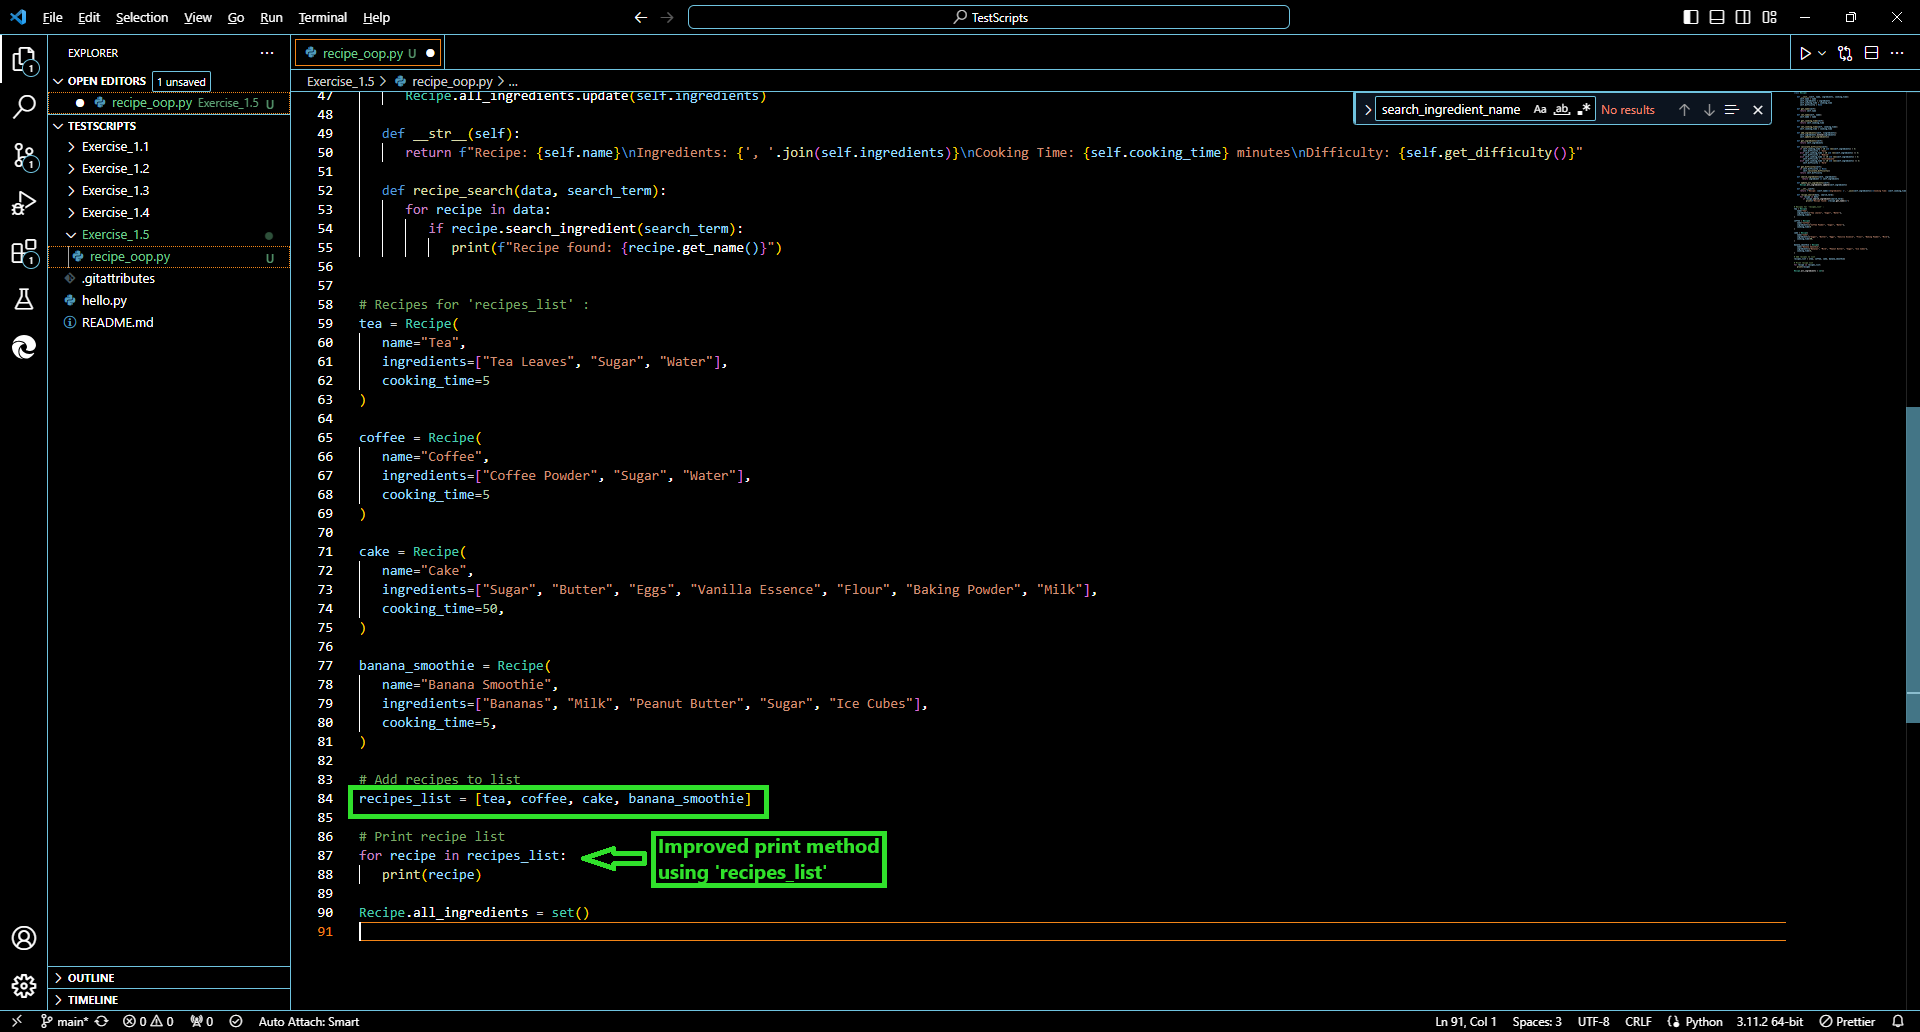 File Edit Selection View Go Run Terminal Help
TestScripts
EXPLORER
recipe_oop.py U
OPEN EDITORS 1 unsaved
recipe_oop.py Exercise_1.5 U
TESTSCRIPTS
Exercise_1.1
Exercise_1.2
Exercise_1.3
Exercise_1.4
Exercise_1.5
recipe_oop.py U
.gitattributes
hello.py
README.md
OUTLINE
TIMELINE
Exercise_1.5 > recipe_oop.py > ...
search_ingredient_name Aa ab .* No results
47 Recipe.all_ingredients.update(self.ingredients)
48
49 def __str__(self):
50 return f"Recipe: {self.name}\nIngredients: {', '.join(self.ingredients)}\nCooking Time: {self.cooking_time} minutes\nDifficulty: {self.get_difficulty()}"
51
52 def recipe_search(data, search_term):
53 for recipe in data:
54 if recipe.search_ingredient(search_term):
55 print(f"Recipe found: {recipe.get_name()}")
56
57
58 # Recipes for 'recipes_list' :
59 tea = Recipe(
60 name="Tea",
61 ingredients=["Tea Leaves", "Sugar", "Water"],
62 cooking_time=5
63 )
64
65 coffee = Recipe(
66 name="Coffee",
67 ingredients=["Coffee Powder", "Sugar", "Water"],
68 cooking_time=5
69 )
70
71 cake = Recipe(
72 name="Cake",
73 ingredients=["Sugar", "Butter", "Eggs", "Vanilla Essence", "Flour", "Baking Powder", "Milk"],
74 cooking_time=50,
75 )
76
77 banana_smoothie = Recipe(
78 name="Banana Smoothie",
79 ingredients=["Bananas", "Milk", "Peanut Butter", "Sugar", "Ice Cubes"],
80 cooking_time=5,
81 )
82
83 # Add recipes to list
84 recipes_list = [tea, coffee, cake, banana_smoothie]
85
86 # Print recipe list
87 for recipe in recipes_list:
88 print(recipe)
89
90 Recipe.all_ingredients = set()
91
Improved print method
using 'recipes_list'
main* 0 0 0 Auto Attach: Smart
Ln 91, Col 1 Spaces: 3 UTF-8 CRLF Python 3.11.2 64-bit Prettier